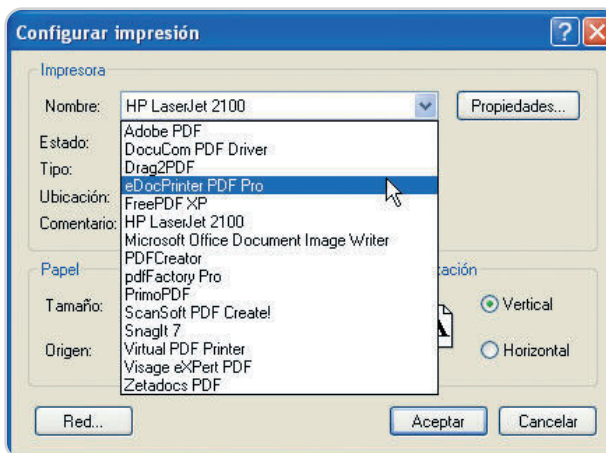 Configurar impresión
Impresora
Nombre: HP LaserJet 2100 Propiedades...
Estado:
Tipo:
Ubicación:
Comentario:
Adobe PDF
DocuCom PDF Driver
Drag2PDF
eDocPrinter PDF Pro
FreePDF XP
HP LaserJet 2100
Microsoft Office Document Image Writer
PDFCreator
pdfFactory Pro
PrimoPDF
ScanSoft PDF Create!
SnagIt 7
Virtual PDF Printer
Visage eXPert PDF
Zetadocs PDF
Papel
Tamaño:
Origen:
Vertical
Horizontal
Red... Aceptar Cancelar